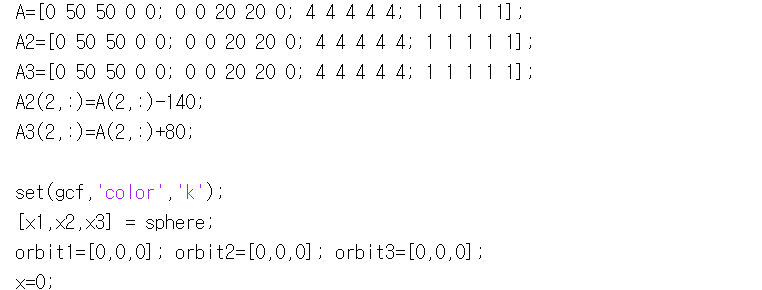 A=[0 50 50 0 0; 0 0 20 20 0; 4 4 4 4 4; 1 1 1 1 1];
A2=[0 50 50 0 0; 0 0 20 20 0; 4 4 4 4 4; 1 1 1 1 1];
A3=[0 50 50 0 0; 0 0 20 20 0; 4 4 4 4 4; 1 1 1 1 1];
A2(2,:)=A(2,:)-140;
A3(2,:)=A(2,:)+80;
set(gcf,'color','k');
[x1,x2,x3] = sphere;
orbit1=[0,0,0]; orbit2=[0,0,0]; orbit3=[0,0,0];
x=0;